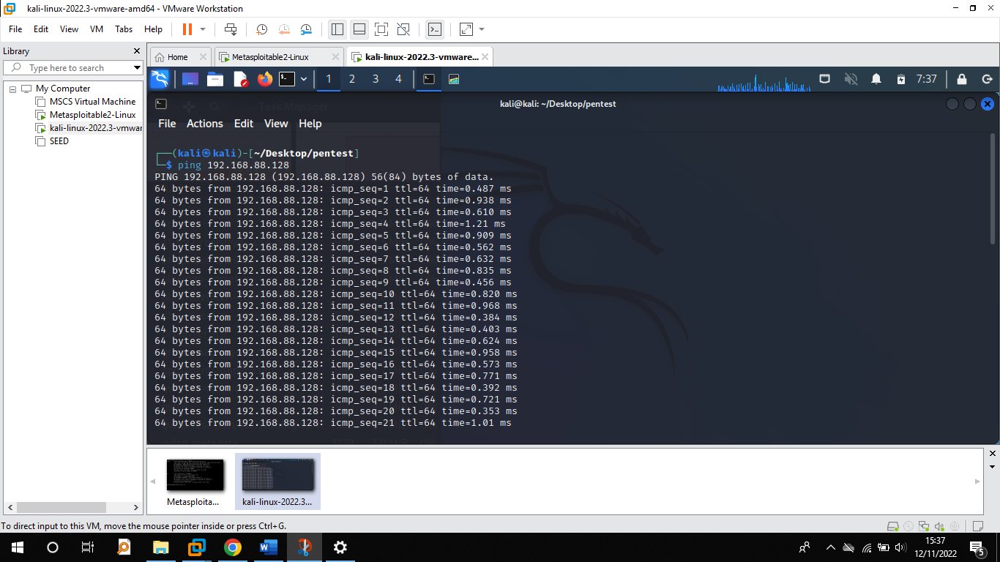 kali-linux-2022.3-vmware-amd64 - VMware Workstation
File Edit View VM Tabs Help
Library
Type here to search
My Computer
MSCS Virtual Machine
Metasploitable2-Linux
kali-linux-2022.3-vmwar
SEED
Home
Metasploitable2-Linux
kali-linux-2022.3-vmware...
1 2 3 4
7:37
Task Manager
kali@kali: ~/Desktop/pentest
File Actions Edit View Help
┌──(kali㉿kali)-[~/Desktop/pentest]
└─$ ping 192.168.88.128
PING 192.168.88.128 (192.168.88.128) 56(84) bytes of data.
64 bytes from 192.168.88.128: icmp_seq=1 ttl=64 time=0.487 ms
64 bytes from 192.168.88.128: icmp_seq=2 ttl=64 time=0.938 ms
64 bytes from 192.168.88.128: icmp_seq=3 ttl=64 time=0.610 ms
64 bytes from 192.168.88.128: icmp_seq=4 ttl=64 time=1.21 ms
64 bytes from 192.168.88.128: icmp_seq=5 ttl=64 time=0.909 ms
64 bytes from 192.168.88.128: icmp_seq=6 ttl=64 time=0.562 ms
64 bytes from 192.168.88.128: icmp_seq=7 ttl=64 time=0.632 ms
64 bytes from 192.168.88.128: icmp_seq=8 ttl=64 time=0.835 ms
64 bytes from 192.168.88.128: icmp_seq=9 ttl=64 time=0.456 ms
64 bytes from 192.168.88.128: icmp_seq=10 ttl=64 time=0.820 ms
64 bytes from 192.168.88.128: icmp_seq=11 ttl=64 time=0.968 ms
64 bytes from 192.168.88.128: icmp_seq=12 ttl=64 time=0.384 ms
64 bytes from 192.168.88.128: icmp_seq=13 ttl=64 time=0.403 ms
64 bytes from 192.168.88.128: icmp_seq=14 ttl=64 time=0.624 ms
64 bytes from 192.168.88.128: icmp_seq=15 ttl=64 time=0.958 ms
64 bytes from 192.168.88.128: icmp_seq=16 ttl=64 time=0.573 ms
64 bytes from 192.168.88.128: icmp_seq=17 ttl=64 time=0.771 ms
64 bytes from 192.168.88.128: icmp_seq=18 ttl=64 time=0.392 ms
64 bytes from 192.168.88.128: icmp_seq=19 ttl=64 time=0.721 ms
64 bytes from 192.168.88.128: icmp_seq=20 ttl=64 time=0.353 ms
64 bytes from 192.168.88.128: icmp_seq=21 ttl=64 time=1.01 ms
Metasploita...
kali-linux-2022.3...
To direct input to this VM, move the mouse pointer inside or press Ctrl+G.
15:37
12/11/2022
5